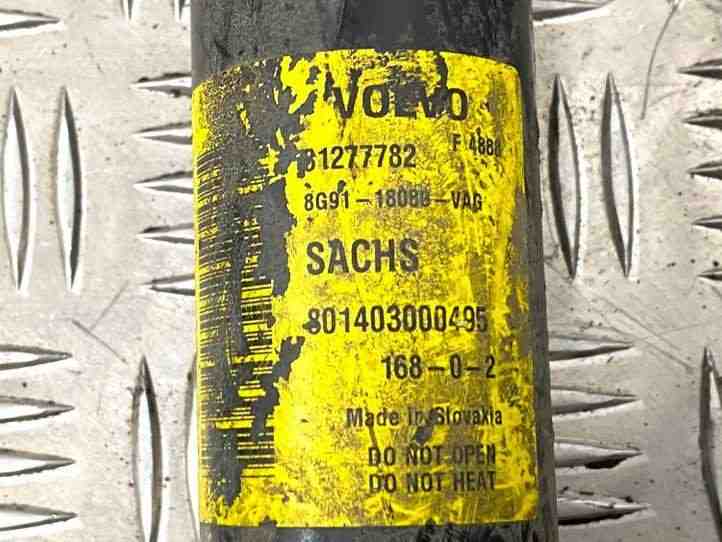 VOLVO
31277782
8G91-18080-VAG
SACHS
801403000495
168-0-2
Made in Slovakia
DO NOT OPEN
DO NOT HEAT